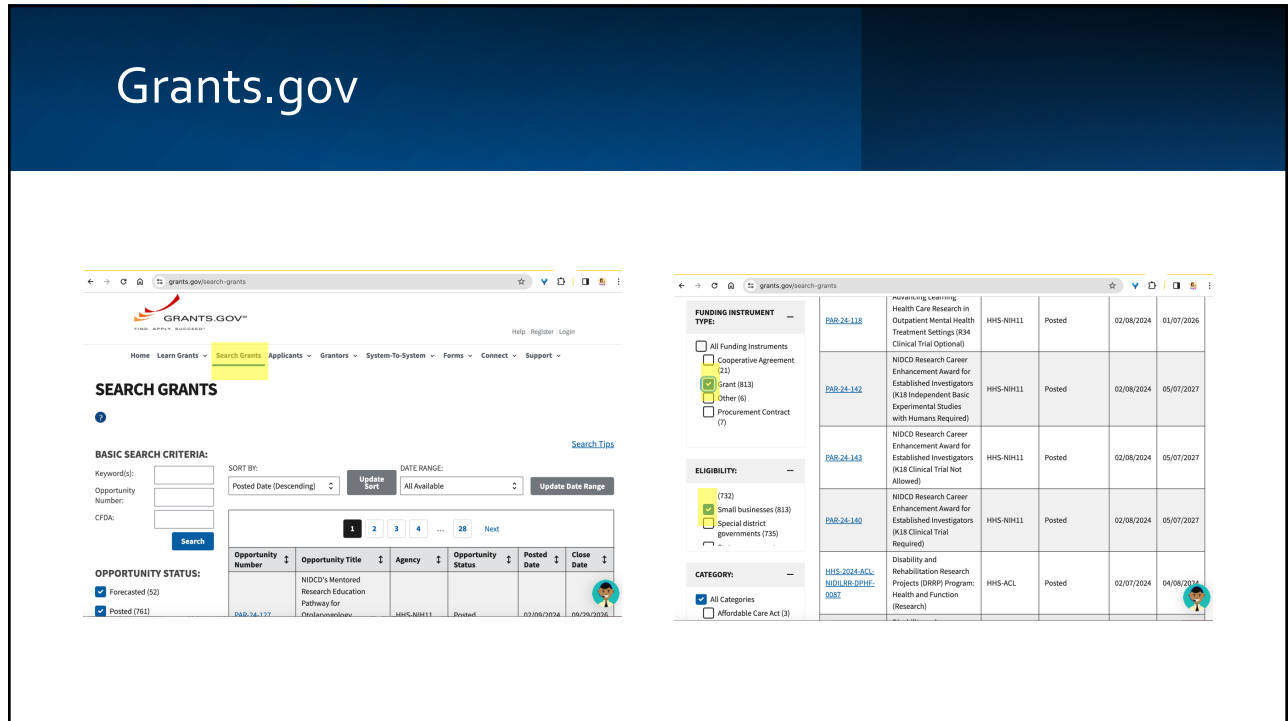 Grants.gov
grants.gov/search-grants
GRANTS.GOV℠
FIND. APPLY. SUCCEED.℠
Help | Register | Login
Home Learn Grants Search Grants Applicants Grantors System-To-System Forms Connect Support
SEARCH GRANTS
?
Search Tips
BASIC SEARCH CRITERIA:
Keyword(s):
Opportunity
Number:
CFDA:
Search
SORT BY:
Posted Date (Descending)
Update
Sort
DATE RANGE:
All Available
Update Date Range
1 2 3 4 ... 28 Next
Opportunity
Number
Opportunity Title
Agency
Opportunity
Status
Posted
Date
Close
Date
PAR-24-127
NIDCD's Mentored
Research Education
Pathway for
Otolaryngology
HHS-NIH11
Posted
02/09/2024
09/29/2026
OPPORTUNITY STATUS:
Forecasted (52)
Posted (761)
grants.gov/search-grants
FUNDING INSTRUMENT
TYPE:
All Funding Instruments
Cooperative Agreement
(21)
Grant (813)
Other (6)
Procurement Contract
(7)
ELIGIBILITY:
(732)
Small businesses (813)
Special district
governments (735)
CATEGORY:
All Categories
Affordable Care Act (3)
PAR-24-118
Advancing Learning
Health Care Research in
Outpatient Mental Health
Treatment Settings (R34
Clinical Trial Optional)
HHS-NIH11
Posted
02/08/2024
01/07/2026
PAR-24-142
NIDCD Research Career
Enhancement Award for
Established Investigators
(K18 Independent Basic
Experimental Studies
with Humans Required)
HHS-NIH11
Posted
02/08/2024
05/07/2027
PAR-24-143
NIDCD Research Career
Enhancement Award for
Established Investigators
(K18 Clinical Trial Not
Allowed)
HHS-NIH11
Posted
02/08/2024
05/07/2027
PAR-24-140
NIDCD Research Career
Enhancement Award for
Established Investigators
(K18 Clinical Trial
Required)
HHS-NIH11
Posted
02/08/2024
05/07/2027
HHS-2024-ACL-
NIDILRR-DPHF-
0087
Disability and
Rehabilitation Research
Projects (DRRP) Program:
Health and Function
(Research)
HHS-ACL
Posted
02/07/2024
04/08/2024